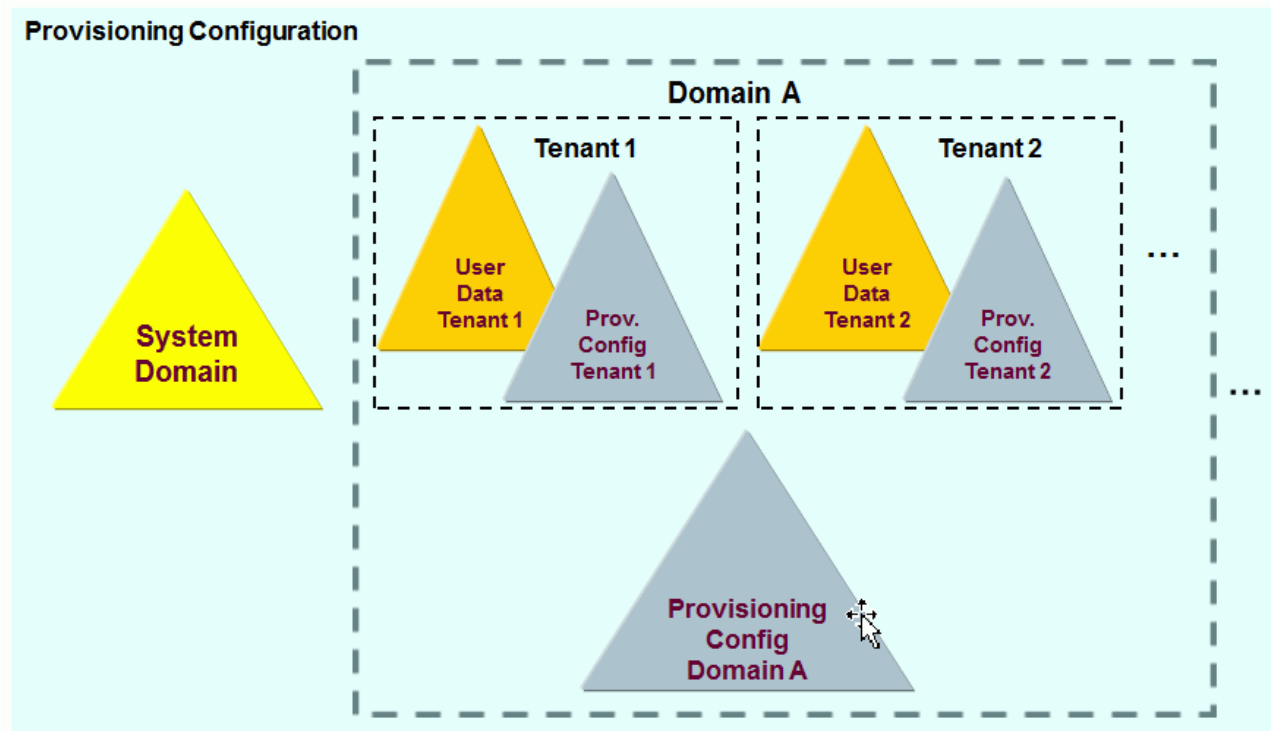 Provisioning Configuration
Domain A
Tenant 1
Tenant 2
User
Data
Tenant 1
Prov.
Config
Tenant 1
User
Data
Tenant 2
Prov.
Config
Tenant 2
...
System
Domain
...
Provisioning
Config
Domain A